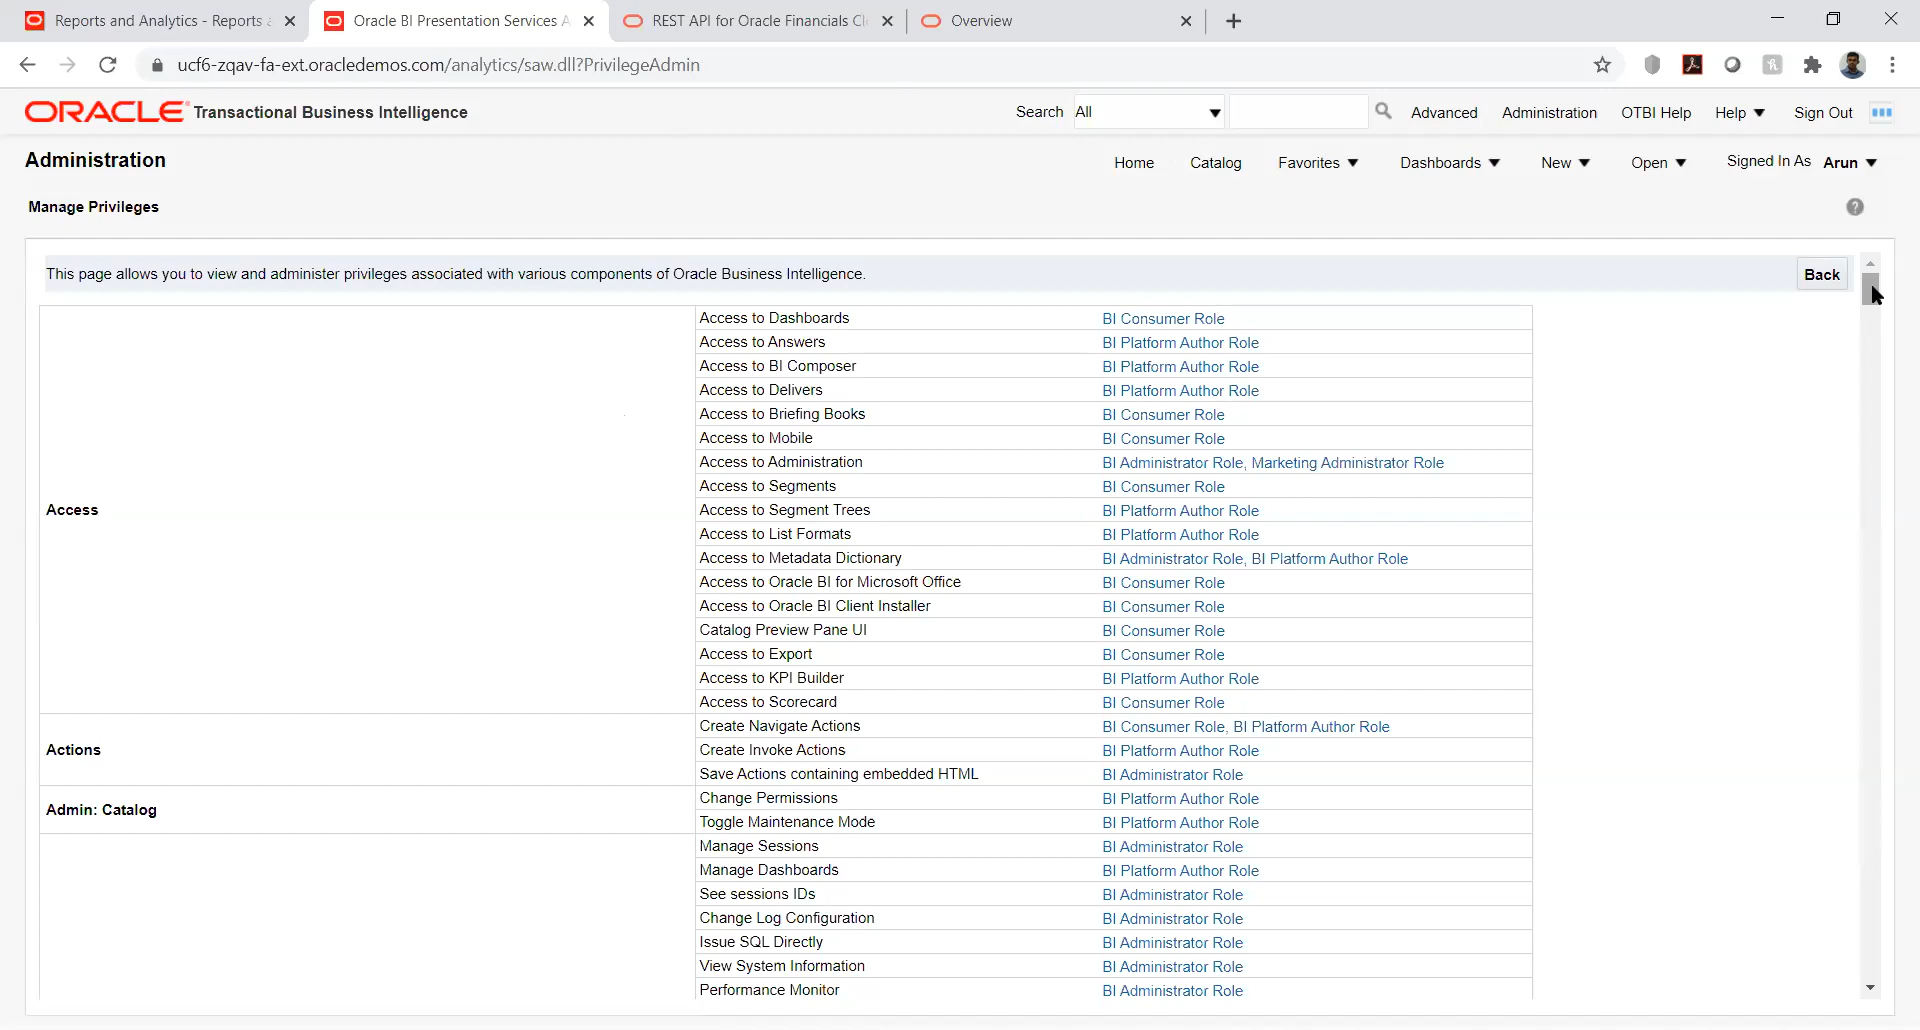 Reports and Analytics - Reports a
Oracle BI Presentation Services A
REST API for Oracle Financials Cl
Overview
ucf6-zqav-fa-ext.oracledemos.com/analytics/saw.dll?PrivilegeAdmin
ORACLE Transactional Business Intelligence
Search All Advanced Administration OTBI Help Help Sign Out
Administration
Home Catalog Favorites Dashboards New Open Signed In As Arun
Manage Privileges
This page allows you to view and administer privileges associated with various components of Oracle Business Intelligence.
Back
Access
Access to Dashboards BI Consumer Role
Access to Answers BI Platform Author Role
Access to BI Composer BI Platform Author Role
Access to Delivers BI Platform Author Role
Access to Briefing Books BI Consumer Role
Access to Mobile BI Consumer Role
Access to Administration BI Administrator Role, Marketing Administrator Role
Access to Segments BI Consumer Role
Access to Segment Trees BI Platform Author Role
Access to List Formats BI Platform Author Role
Access to Metadata Dictionary BI Administrator Role, BI Platform Author Role
Access to Oracle BI for Microsoft Office BI Consumer Role
Access to Oracle BI Client Installer BI Consumer Role
Catalog Preview Pane UI BI Consumer Role
Access to Export BI Consumer Role
Access to KPI Builder BI Platform Author Role
Access to Scorecard BI Consumer Role
Actions
Create Navigate Actions BI Consumer Role, BI Platform Author Role
Create Invoke Actions BI Platform Author Role
Save Actions containing embedded HTML BI Administrator Role
Admin: Catalog
Change Permissions BI Platform Author Role
Toggle Maintenance Mode BI Platform Author Role
Manage Sessions BI Administrator Role
Manage Dashboards BI Platform Author Role
See sessions IDs BI Administrator Role
Change Log Configuration BI Administrator Role
Issue SQL Directly BI Administrator Role
View System Information BI Administrator Role
Performance Monitor BI Administrator Role